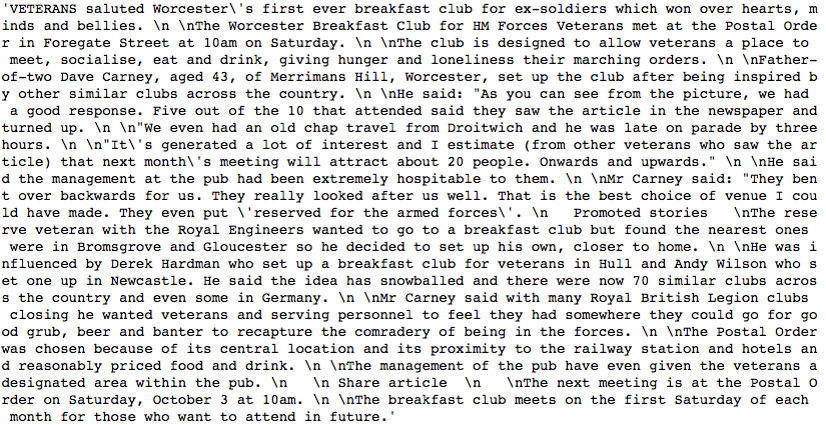 'VETERANS saluted Worcester\'s first ever breakfast club for ex-soldiers which won over hearts, m
inds and bellies. \n \nThe Worcester Breakfast Club for HM Forces Veterans met at the Postal Orde
r in Foregate Street at 10am on Saturday. \n \nThe club is designed to allow veterans a place to
 meet, socialise, eat and drink, giving hunger and loneliness their marching orders. \n \nFather-
of-two Dave Carney, aged 43, of Merrimans Hill, Worcester, set up the club after being inspired b
y other similar clubs across the country. \n \nHe said: "As you can see from the picture, we had
 a good response. Five out of the 10 that attended said they saw the article in the newspaper and
turned up. \n \n"We even had an old chap travel from Droitwich and he was late on parade by three
hours. \n \n"It\'s generated a lot of interest and I estimate (from other veterans who saw the ar
ticle) that next month\'s meeting will attract about 20 people. Onwards and upwards." \n \nHe sai
d the management at the pub had been extremely hospitable to them. \n \nMr Carney said: "They ben
t over backwards for us. They really looked after us well. That is the best choice of venue I cou
ld have made. They even put \'reserved for the armed forces\'. \n   Promoted stories   \nThe rese
rve veteran with the Royal Engineers wanted to go to a breakfast club but found the nearest ones
 were in Bromsgrove and Gloucester so he decided to set up his own, closer to home. \n \nHe was i
nfluenced by Derek Hardman who set up a breakfast club for veterans in Hull and Andy Wilson who s
et one up in Newcastle. He said the idea has snowballed and there were now 70 similar clubs acros
s the country and even some in Germany. \n \nMr Carney said with many Royal British Legion clubs
 closing he wanted veterans and serving personnel to feel they had somewhere they could go for go
od grub, beer and banter to recapture the comradery of being in the forces. \n \nThe Postal Order
was chosen because of its central location and its proximity to the railway station and hotels an
d reasonably priced food and drink. \n \nThe management of the pub have even given the veterans a
designated area within the pub. \n   \n Share article   \n   \nThe next meeting is at the Postal O
rder on Saturday, October 3 at 10am. \n \nThe breakfast club meets on the first Saturday of each
 month for those who want to attend in future.'